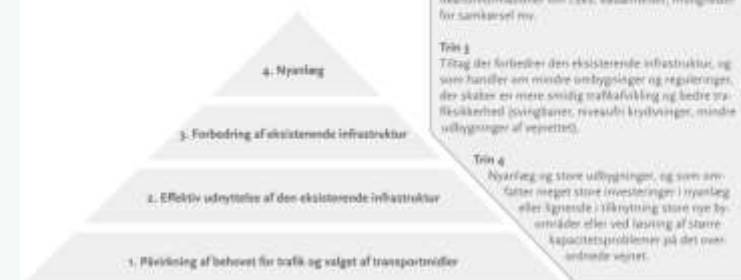 4. Nyanlæg
3. Forbedring af eksisterende infrastruktur
2. Effektiv udnyttelse af den eksisterende infrastruktur
1. Påvirkning af behovet for trafik og valget af transportmidler
for samkørsel mv.
Trin 3
Tiltag der forbedrer den eksisterende infrastruktur, og
som handler om mindre ombygninger og reguleringer,
der skaber en mere smidig trafikafvikling og bedre tra-
fiksikkerhed (svingbaner, niveaufri krydsninger, mindre
udbygninger af vejnettet).
Trin 4
Nyanlæg og store udbygninger, og som om-
fatter meget store investeringer i nyanlæg
eller lignende i tilknytning store nye by-
områder eller ved løsning af større
kapacitetsproblemer på det over-
ordnede vejnet.